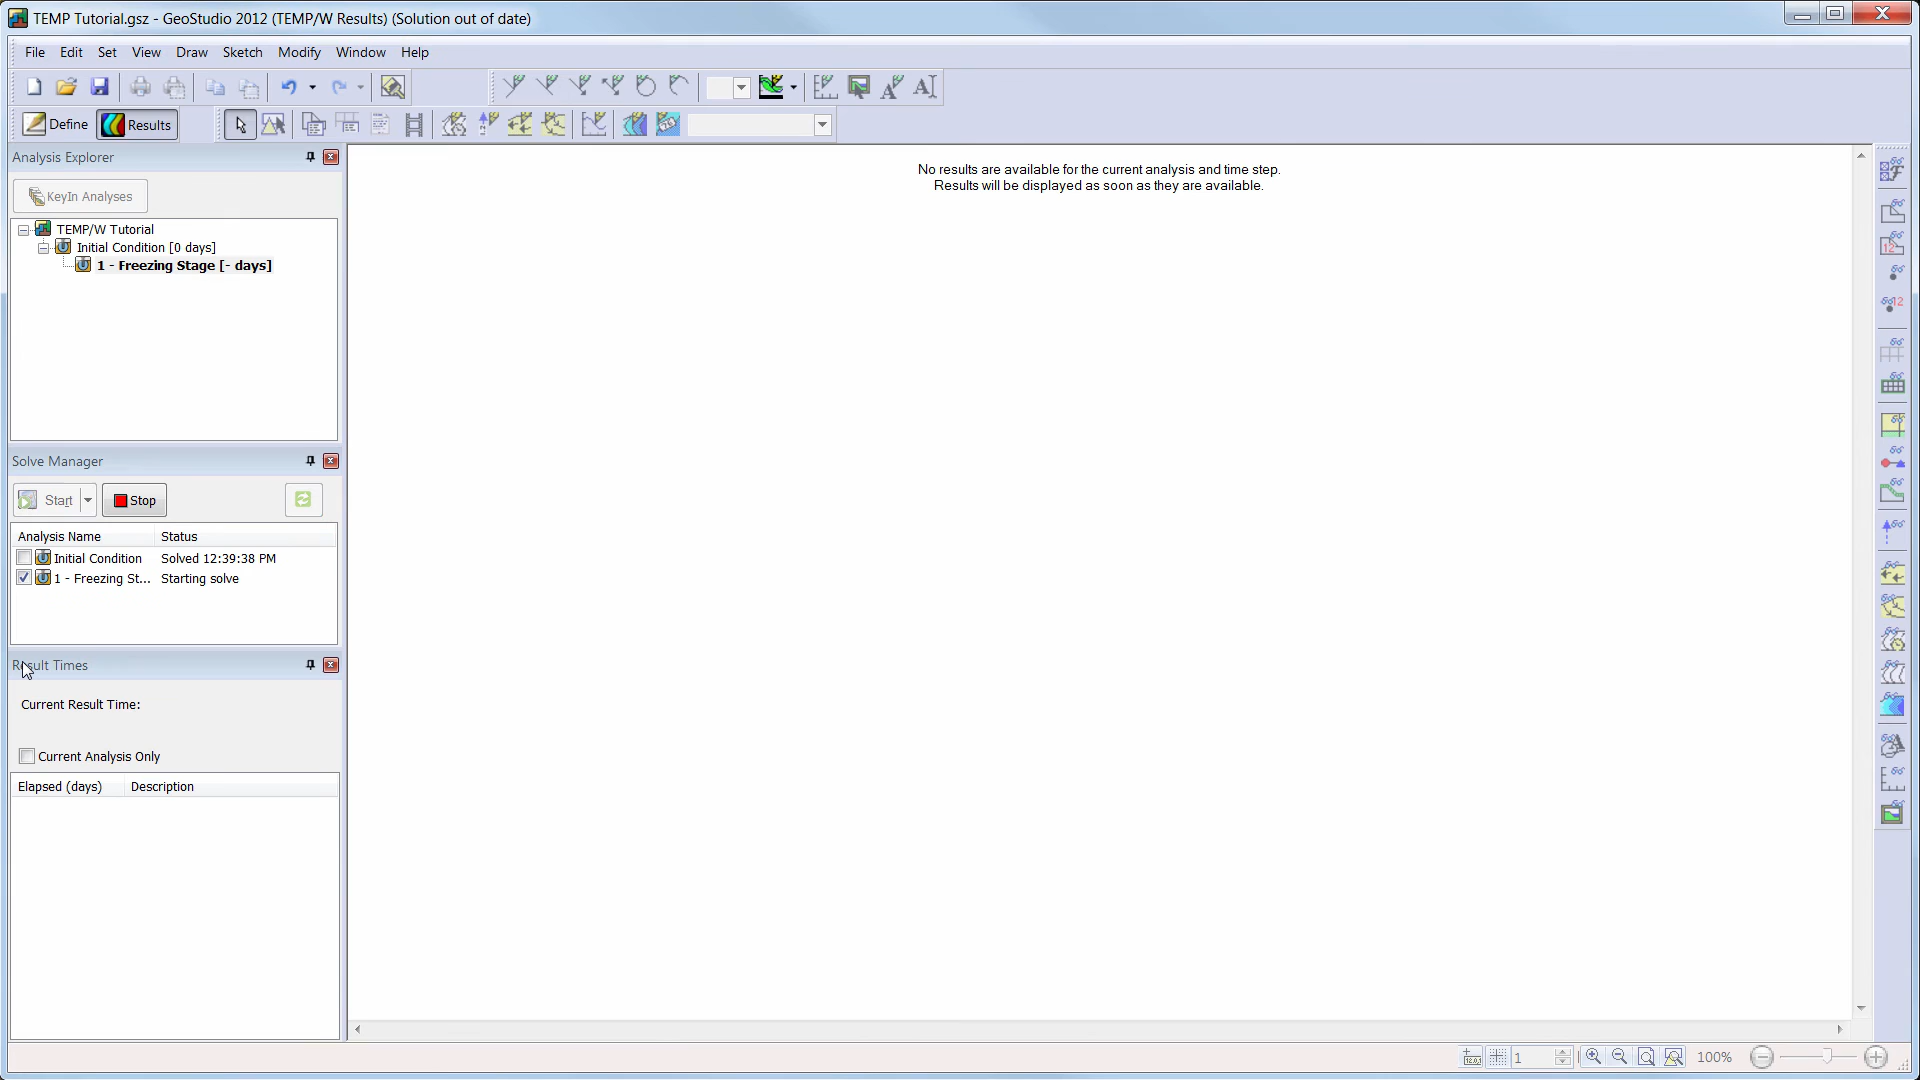 TEMP Tutorial.gsz - GeoStudio 2012 (TEMP/W Results) (Solution out of date)
File Edit Set View Draw Sketch Modify Window Help
Define Results
Analysis Explorer
KeyIn Analyses
TEMP/W Tutorial
Initial Condition [0 days]
1 - Freezing Stage [- days]
Solve Manager
Start Stop
Analysis Name Status
Initial Condition Solved 12:39:38 PM
1 - Freezing St... Starting solve
Result Times
Current Result Time:
Current Analysis Only
Elapsed (days) Description
No results are available for the current analysis and time step.
Results will be displayed as soon as they are available.
1 100%